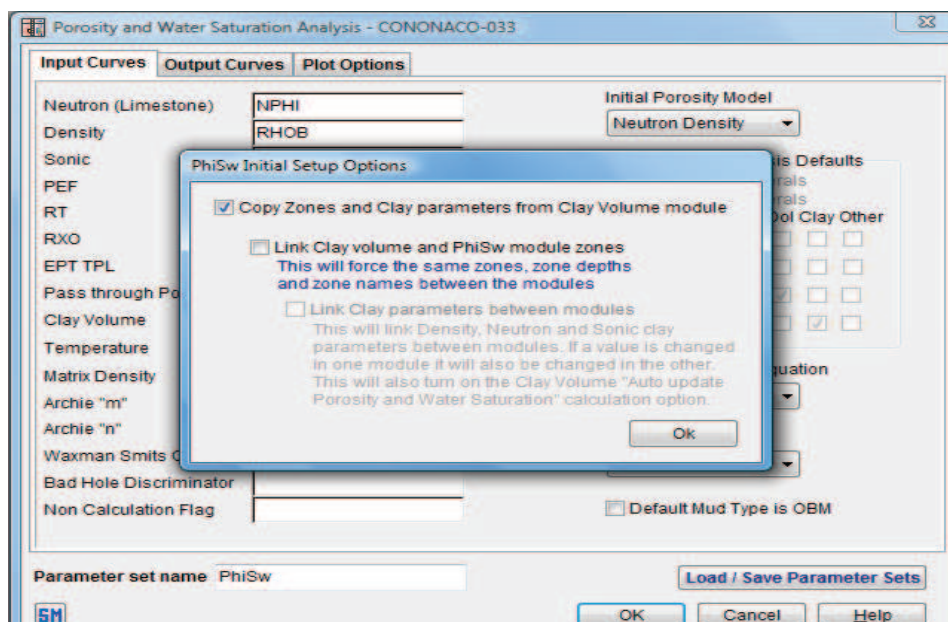 Porosity and Water Saturation Analysis - CONONACO-033
Input Curves Output Curves Plot Options
Neutron (Limestone) NPHI
Density RHOB
Sonic
PEF
RT
RXO
EPT TPL
Pass through Po
Clay Volume
Temperature
Matrix Density
Archie "m"
Archie "n"
Waxman Smits
Bad Hole Discriminator
Non Calculation Flag
Initial Porosity Model
Neutron Density
Defaults
Clay Other
Default Mud Type is OBM
PhiSw Initial Setup Options
Copy Zones and Clay parameters from Clay Volume module
Link Clay volume and PhiSw module zones
This will force the same zones, zone depths
and zone names between the modules
Link Clay parameters between modules
This will link Density, Neutron and Sonic clay
parameters between modules. If a value is changed
in one module it will also be changed in the other.
This will also turn on the Clay Volume "Auto update
Porosity and Water Saturation" calculation option.
Ok
Parameter set name PhiSw
Load / Save Parameter Sets
SM
OK Cancel Help